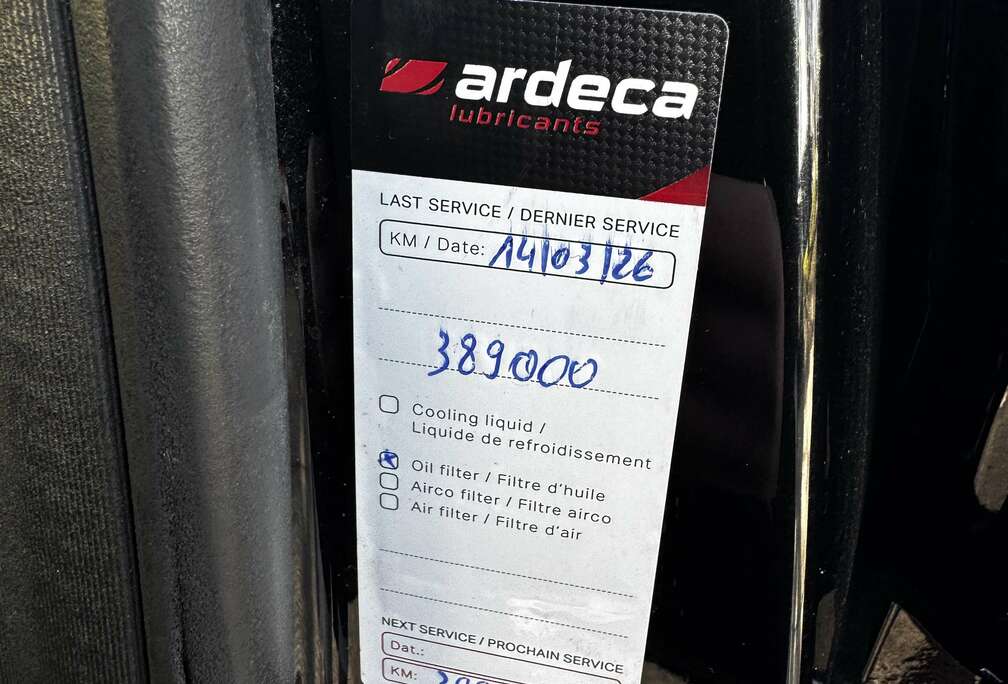 ardeca
lubricants
LAST SERVICE / DERNIER SERVICE
KM / Date: 14/03/26
389000
Cooling liquid /
Liquide de refroidissement
Oil filter / Filtre d'huile
Airco filter / Filtre airco
Air filter / Filtre d'air
NEXT SERVICE / PROCHAIN SERVICE
Dat.:
KM: